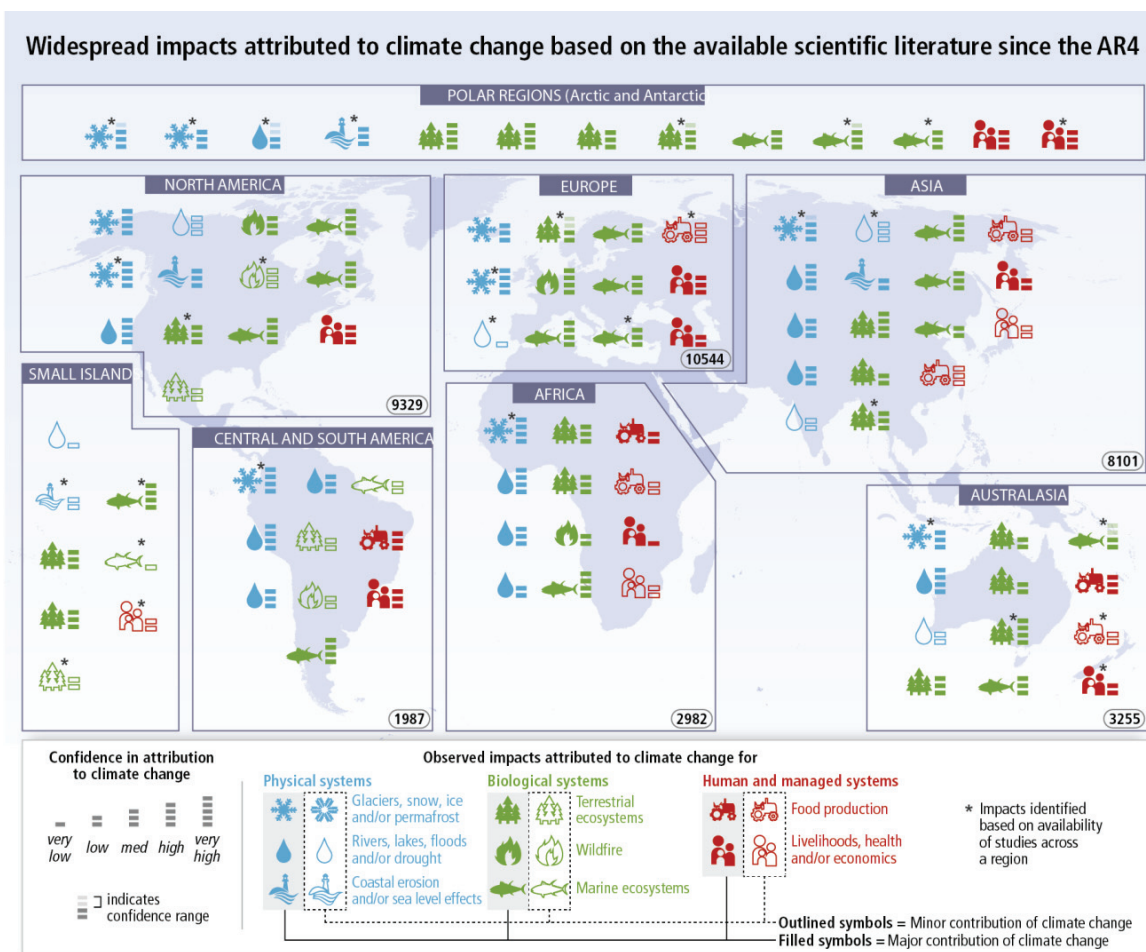 Widespread impacts attributed to climate change based on the available scientific literature since the AR4
POLAR REGIONS (Arctic and Antarctic
NORTH AMERICA
EUROPE
ASIA
10544
SMALL ISLAND
9329
AFRICA
CENTRAL AND SOUTH AMERICA
8101
AUSTRALASIA
1987
2982
3255
Confidence in attribution
to climate change
very low
low
med
high
very high
indicates
confidence range
Observed impacts attributed to climate change for
Physical systems
Glaciers, snow, ice
and/or permafrost
Rivers, lakes, floods
and/or drought
Coastal erosion
and/or sea level effects
Biological systems
Terrestrial
ecosystems
Wildfire
Marine ecosystems
Human and managed systems
Food production
Livelihoods, health
and/or economics
* Impacts identified
based on availability
of studies across
a region
Outlined symbols = Minor contribution of climate change
Filled symbols = Major contribution of climate change